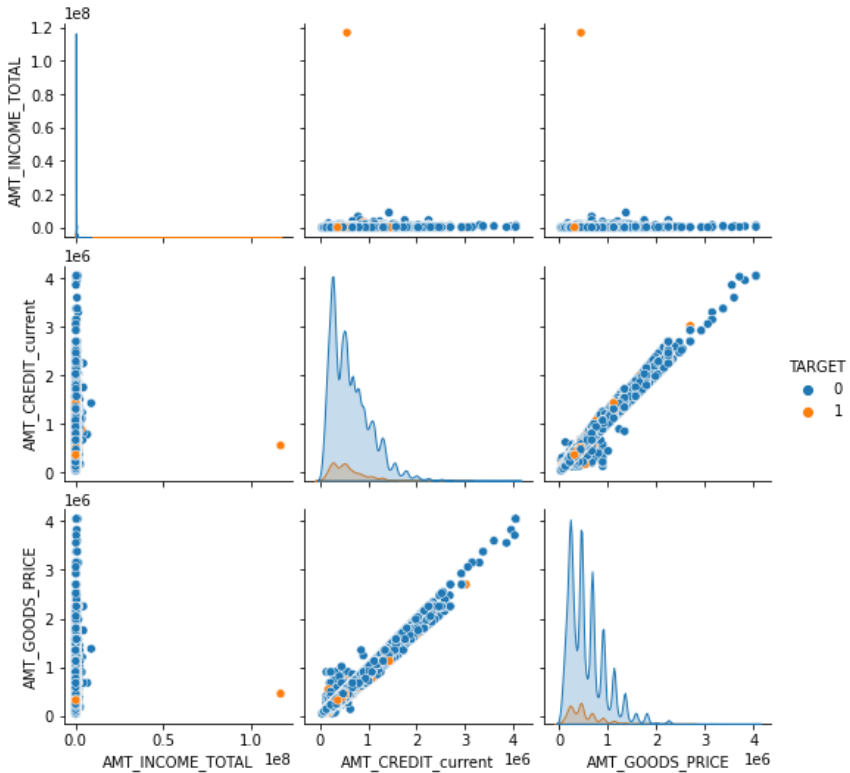 1e8
1.2
1.0
0.8
0.6
0.4
0.2
0.0
AMT_INCOME_TOTAL
1e6
4
3
2
1
0
AMT_CREDIT_current
TARGET
0
1
1e6
4
3
2
1
0
AMT_GOODS_PRICE
0.0 0.5 1.0 0 1 2 3 4 0 1 2 3 4
1e8 1e6 1e6
AMT_INCOME_TOTAL AMT_CREDIT_current AMT_GOODS_PRICE